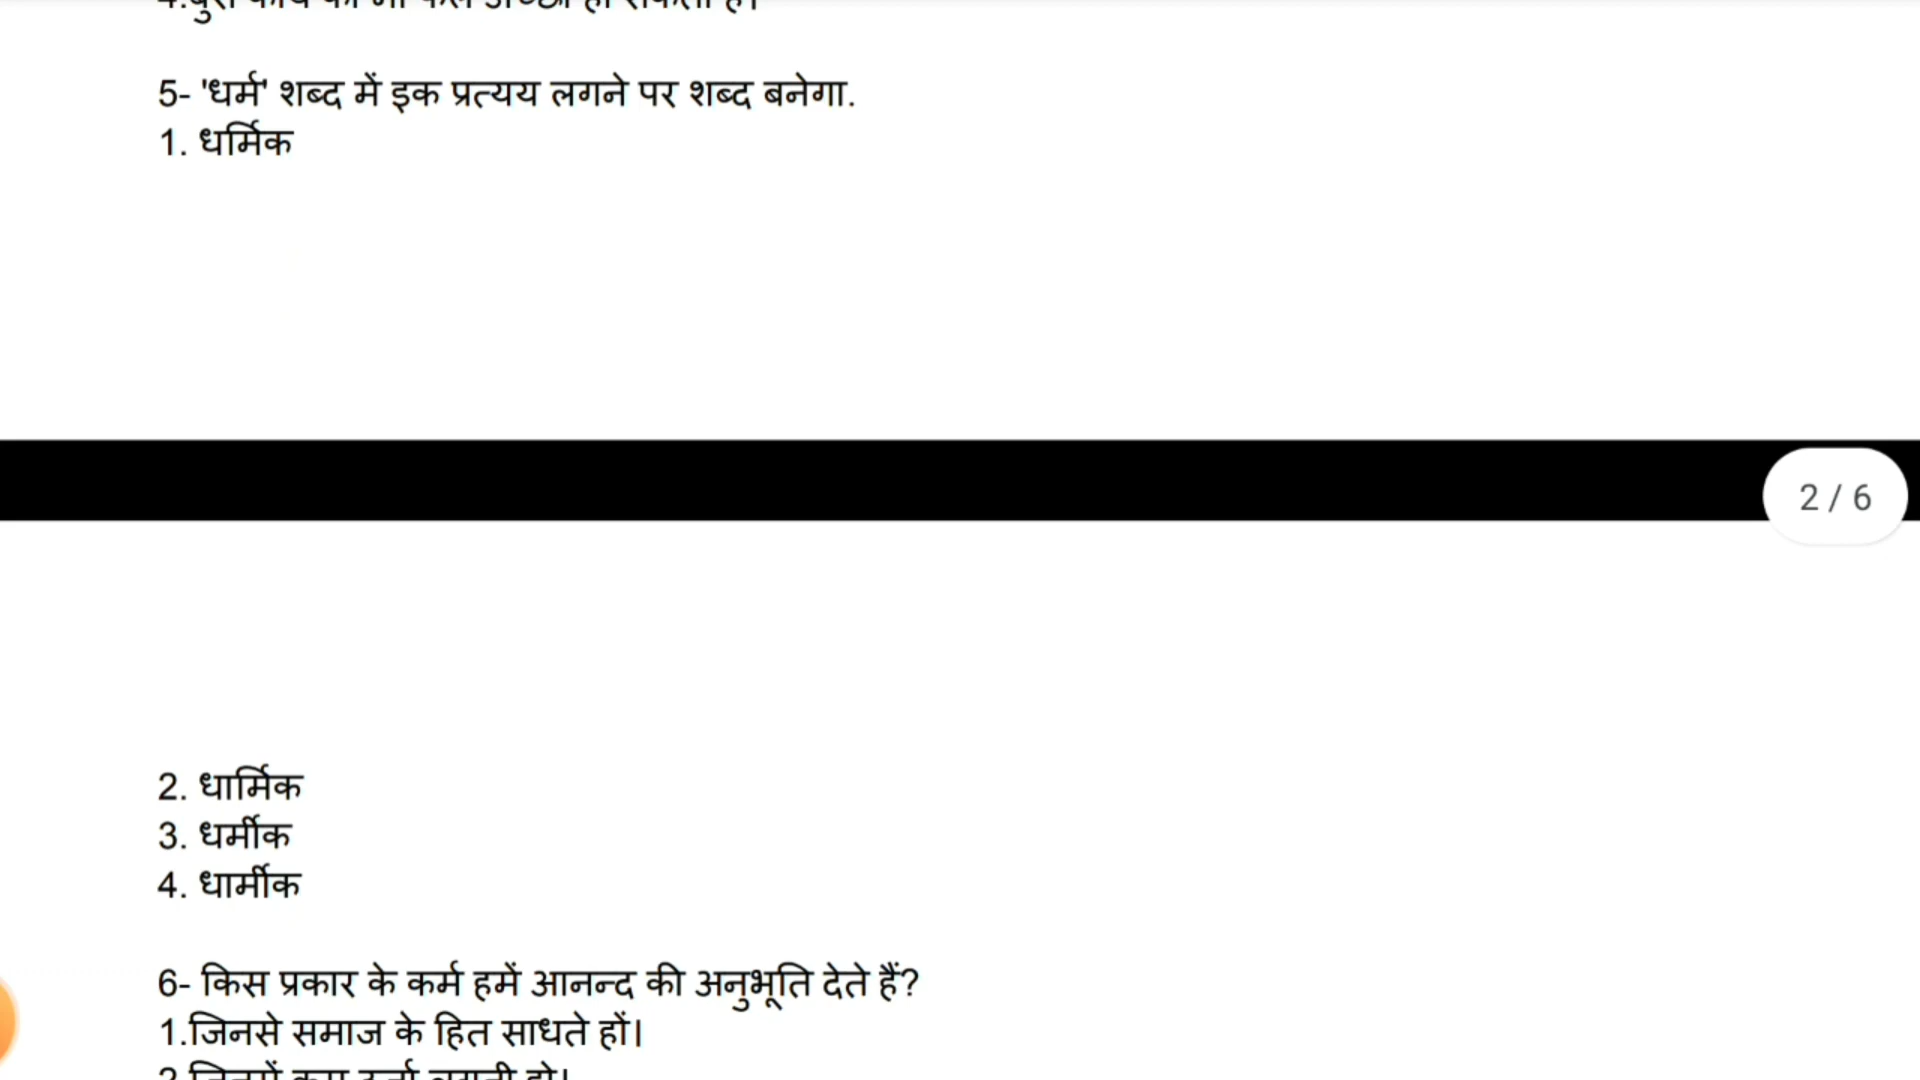 5- 'धर्म' शब्द में इक प्रत्यय लगने पर शब्द बनेगा.
1. धर्मिक
2 / 6
2. धार्मिक
3. धर्मीक
4. धार्मीक
6- किस प्रकार के कर्म हमें आनन्द की अनुभूति देते हैं?
1.जिनसे समाज के हित साधते हों।